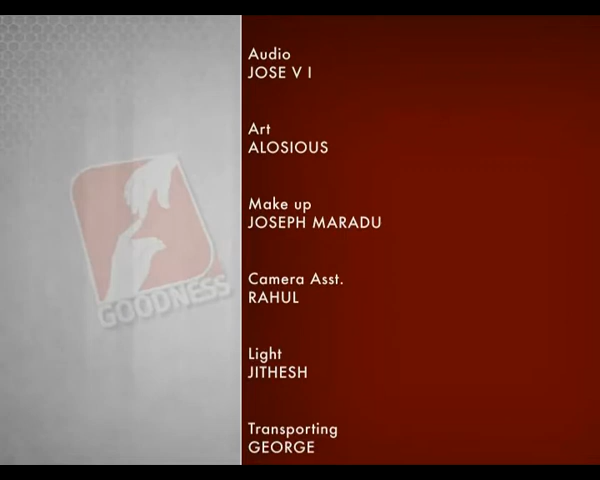 Audio
JOSE V I
Art
ALOSIOUS
Make up
JOSEPH MARADU
Camera Asst.
RAHUL
Light
JITHESH
Transporting
GEORGE
GOODNESS